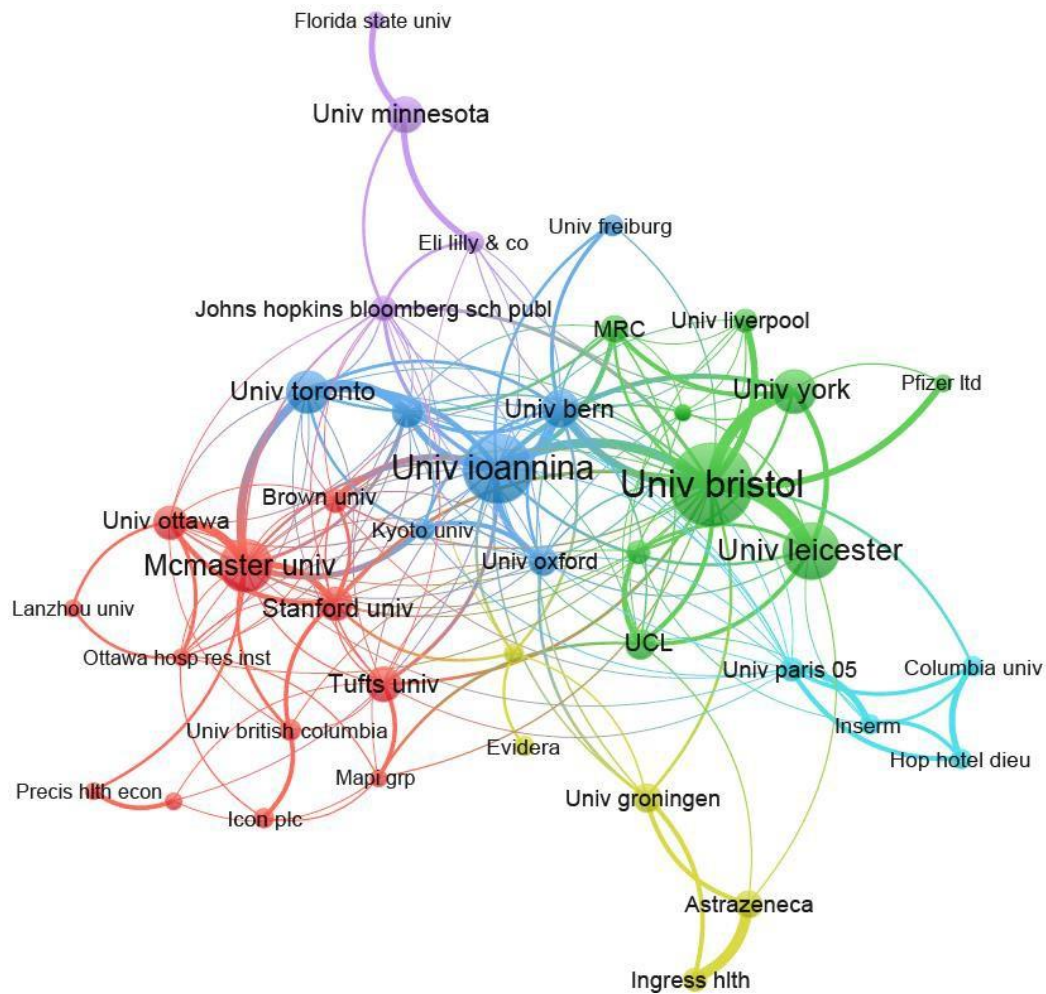 Florida state univ
Univ minnesota
Univ freiburg
Eli lilly & co
Johns hopkins bloomberg sch publ
MRC
Univ liverpool
Univ toronto
Univ bern
Univ york
Pfizer ltd
Univ ioannina
Univ bristol
Brown univ
Univ ottawa
Kyoto univ
Mcmaster univ
Univ oxford
Univ leicester
Lanzhou univ
Stanford univ
Ottawa hosp res inst
UCL
Tufts univ
Univ paris 05
Columbia univ
Univ british columbia
Inserm
Evidera
Hop hotel dieu
Mapi grp
Precis hlth econ
Univ groningen
Icon plc
Astrazeneca
Ingress hlth